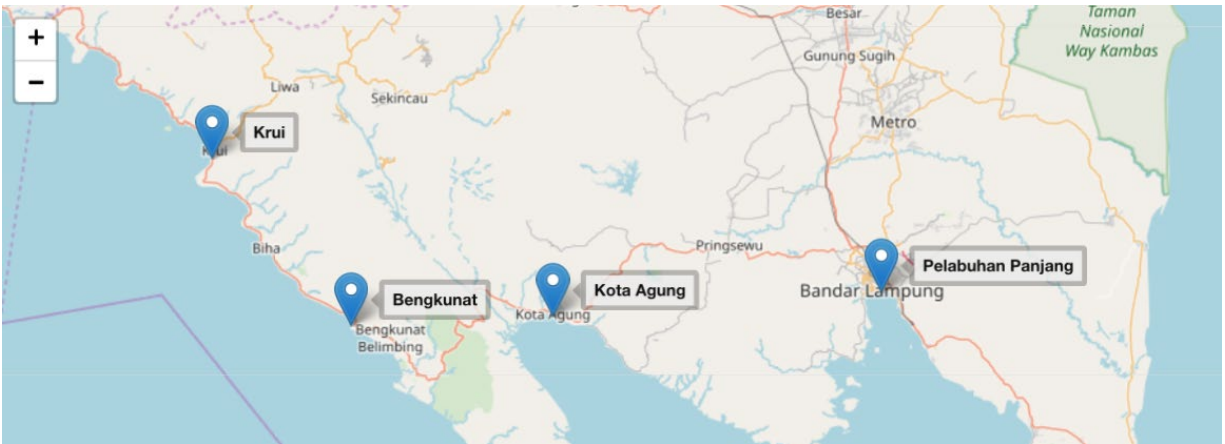 Besar
Gunung Sugih
Taman
Nasional
Way Kambas
+
−
Liwa
Sekincau
Metro
Krui
Krui
Biha
Pringsewu
Pelabuhan Panjang
Bandar Lampung
Bengkunat
Kota Agung
Kota Agung
Bengkunat
Belimbing